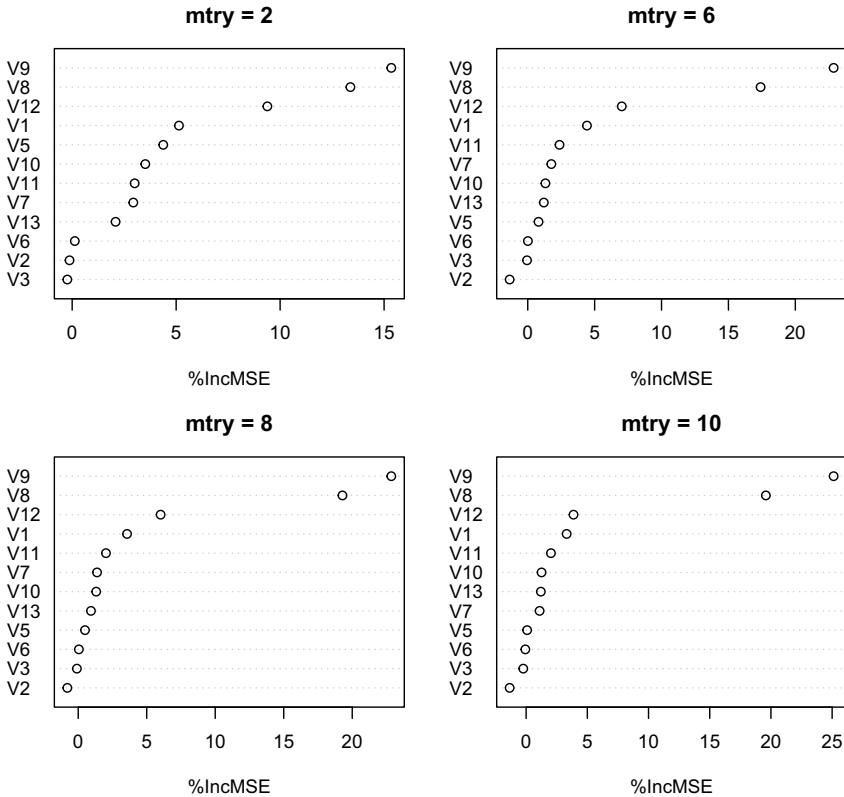 mtry = 2
V9
V8
V12
V1
V5
V10
V11
V7
V13
V6
V2
V3
0 5 10 15
%IncMSE
mtry = 6
V9
V8
V12
V1
V11
V7
V10
V13
V5
V6
V3
V2
0 5 10 15 20
%IncMSE
mtry = 8
V9
V8
V12
V1
V11
V7
V10
V13
V5
V6
V3
V2
0 5 10 15 20
%IncMSE
mtry = 10
V9
V8
V12
V1
V11
V10
V13
V7
V5
V6
V3
V2
0 5 10 15 20 25
%IncMSE